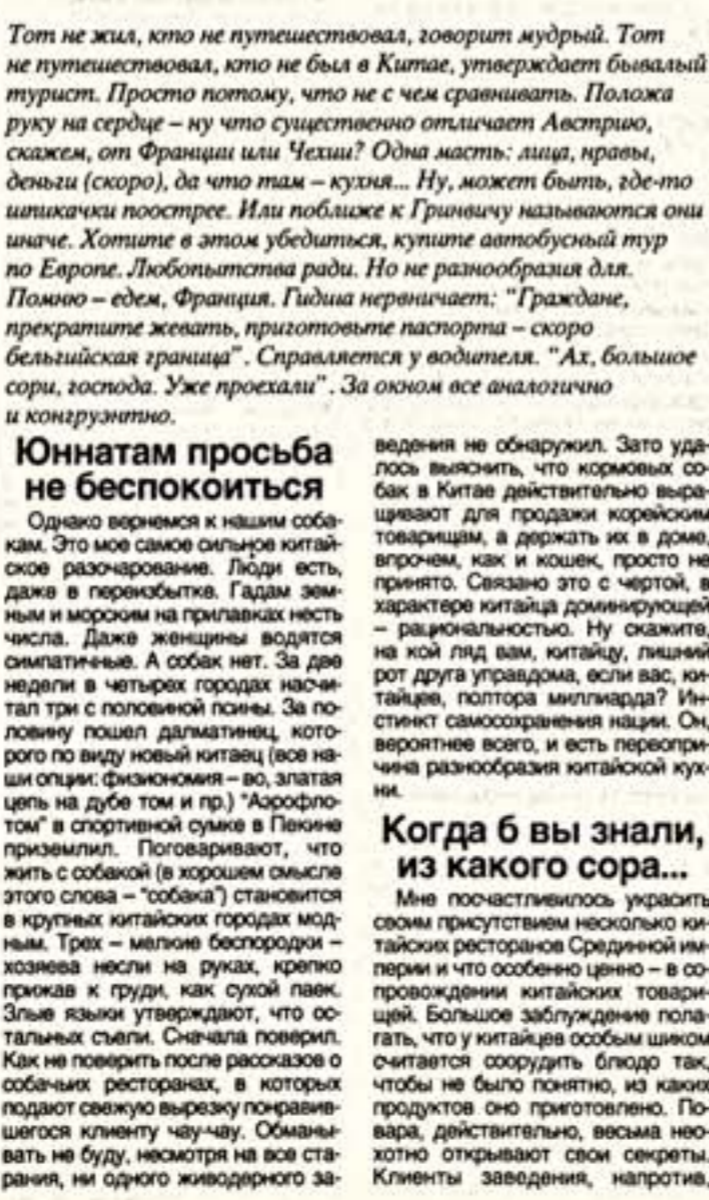 Тот не жил, кто не путешествовал, говорит мудрый. Тот
не путешествовал, кто не был в Китае, утверждает бывалый
турист. Просто потому, что не с чем сравнивать. Положа
руку на сердце – ну что существенно отличает Австрию,
скажем, от Франции или Чехии? Одна масть: лица, нравы,
деньги (скоро), да что там – кухня... Ну, может быть, где-то
шпикачки поострее. Или поближе к Гринвичу называются они
иначе. Хотите в этом убедиться, купите автобусный тур
по Европе. Любопытства ради. Но не разнообразия для.
Помню – едем, Франция. Гидша нервничает: "Граждане,
прекратите жевать, приготовьте паспорта – скоро
бельгийская граница". Справляется у водителя. "Ах, большое
сори, господа. Уже проехали". За окном все аналогично
и конгруэнтно.
Юннатам просьба
не беспокоиться
Однако вернемся к нашим соба-
кам. Это мое самое сильное китай-
ское разочарование. Люди есть,
даже в переизбытке. Гадам зем-
ным и морским на прилавках несть
числа. Даже женщины водятся
симпатичные. А собак нет. За две
недели в четырех городах насчи-
тал три с половиной псины. За по-
ловину пошел далматинец, кото-
рого по виду новый китаец (все на-
ши опции: физиономия – во, златая
цепь на дубе том и пр.) "Аэрофло-
том" в спортивной сумке в Пекине
приземлил. Поговаривают, что
жить с собакой (в хорошем смысле
этого слова – "собака") становится
в крупных китайских городах мод-
ным. Трех – мелкие беспородки –
хозяева несли на руках, крепко
прижав к груди, как сухой паек.
Злые языки утверждают, что ос-
тальных съели. Сначала поверил.
Как не поверить после рассказов о
собачьих ресторанах, в которых
подают свежую вырезку понравив-
шегося клиенту чау-чау. Обманы-
вать не буду, несмотря на все ста-
рания, ни одного живодерного за-
ведения не обнаружил. Зато уда-
лось выяснить, что кормовых со-
бак в Китае действительно выра-
щивают для продажи корейским
товарищам, а держать их в доме,
впрочем, как и кошек, просто не
принято. Связано это с чертой, в
характере китайца доминирующей
– рациональностью. Ну скажите,
на кой ляд вам, китайцу, лишний
рот друга управдома, если вас, ки-
тайцев, полтора миллиарда? Ин-
стинкт самосохранения нации. Он,
вероятнее всего, и есть первопри-
чина разнообразия китайской кух-
ни.
Когда б вы знали,
из какого сора...
Мне посчастливилось украсить
своим присутствием несколько ки-
тайских ресторанов Срединной им-
перии и что особенно ценно – в со-
провождении китайских товари-
щей. Большое заблуждение пола-
гать, что у китайцев особым шиком
считается соорудить блюдо так,
чтобы не было понятно, из каких
продуктов оно приготовлено. По-
вара, действительно, весьма нео-
хотно открывают свои секреты.
Клиенты заведения, напротив,